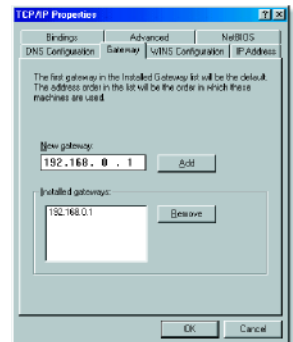 TCP/IP Properties
Bindings Advanced NetBIOS
DNS Configuration Gateway WINS Configuration IP Address
The first gateway in the Installed Gateway list will be the default.
The address order in the list will be the order in which these
machines are used.
New gateway:
192.168. 0 . 1 Add
Installed gateways:
192.168.0.1 Remove
OK Cancel